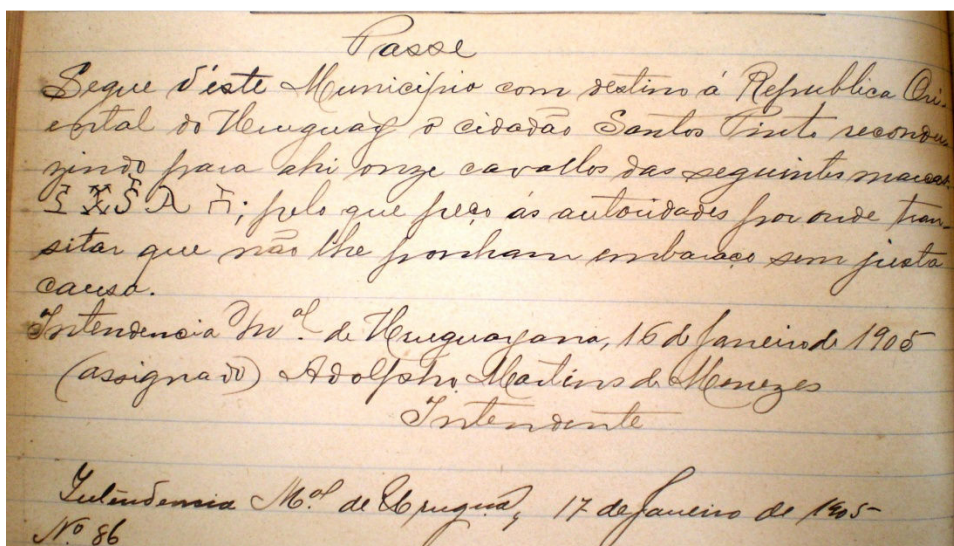 Passe
Segue d'este Municipio com destino á Republica Ori-
ental do Uruguay o cidadão Santos Pinto recondu-
zindo para ahi onze cavallos das seguintes marcas
; pelo que peço ás autoridades por onde tran-
sitar que não lhe ponham embaraço sem justa
causa.
Intendencia M.al de Uruguayana, 16 de Janeiro de 1905
(assignado) Adolpho Martins de Menezes
Intendente
Intendencia M.al de Urugua, 17 de Janeiro de 1905
Nº 86